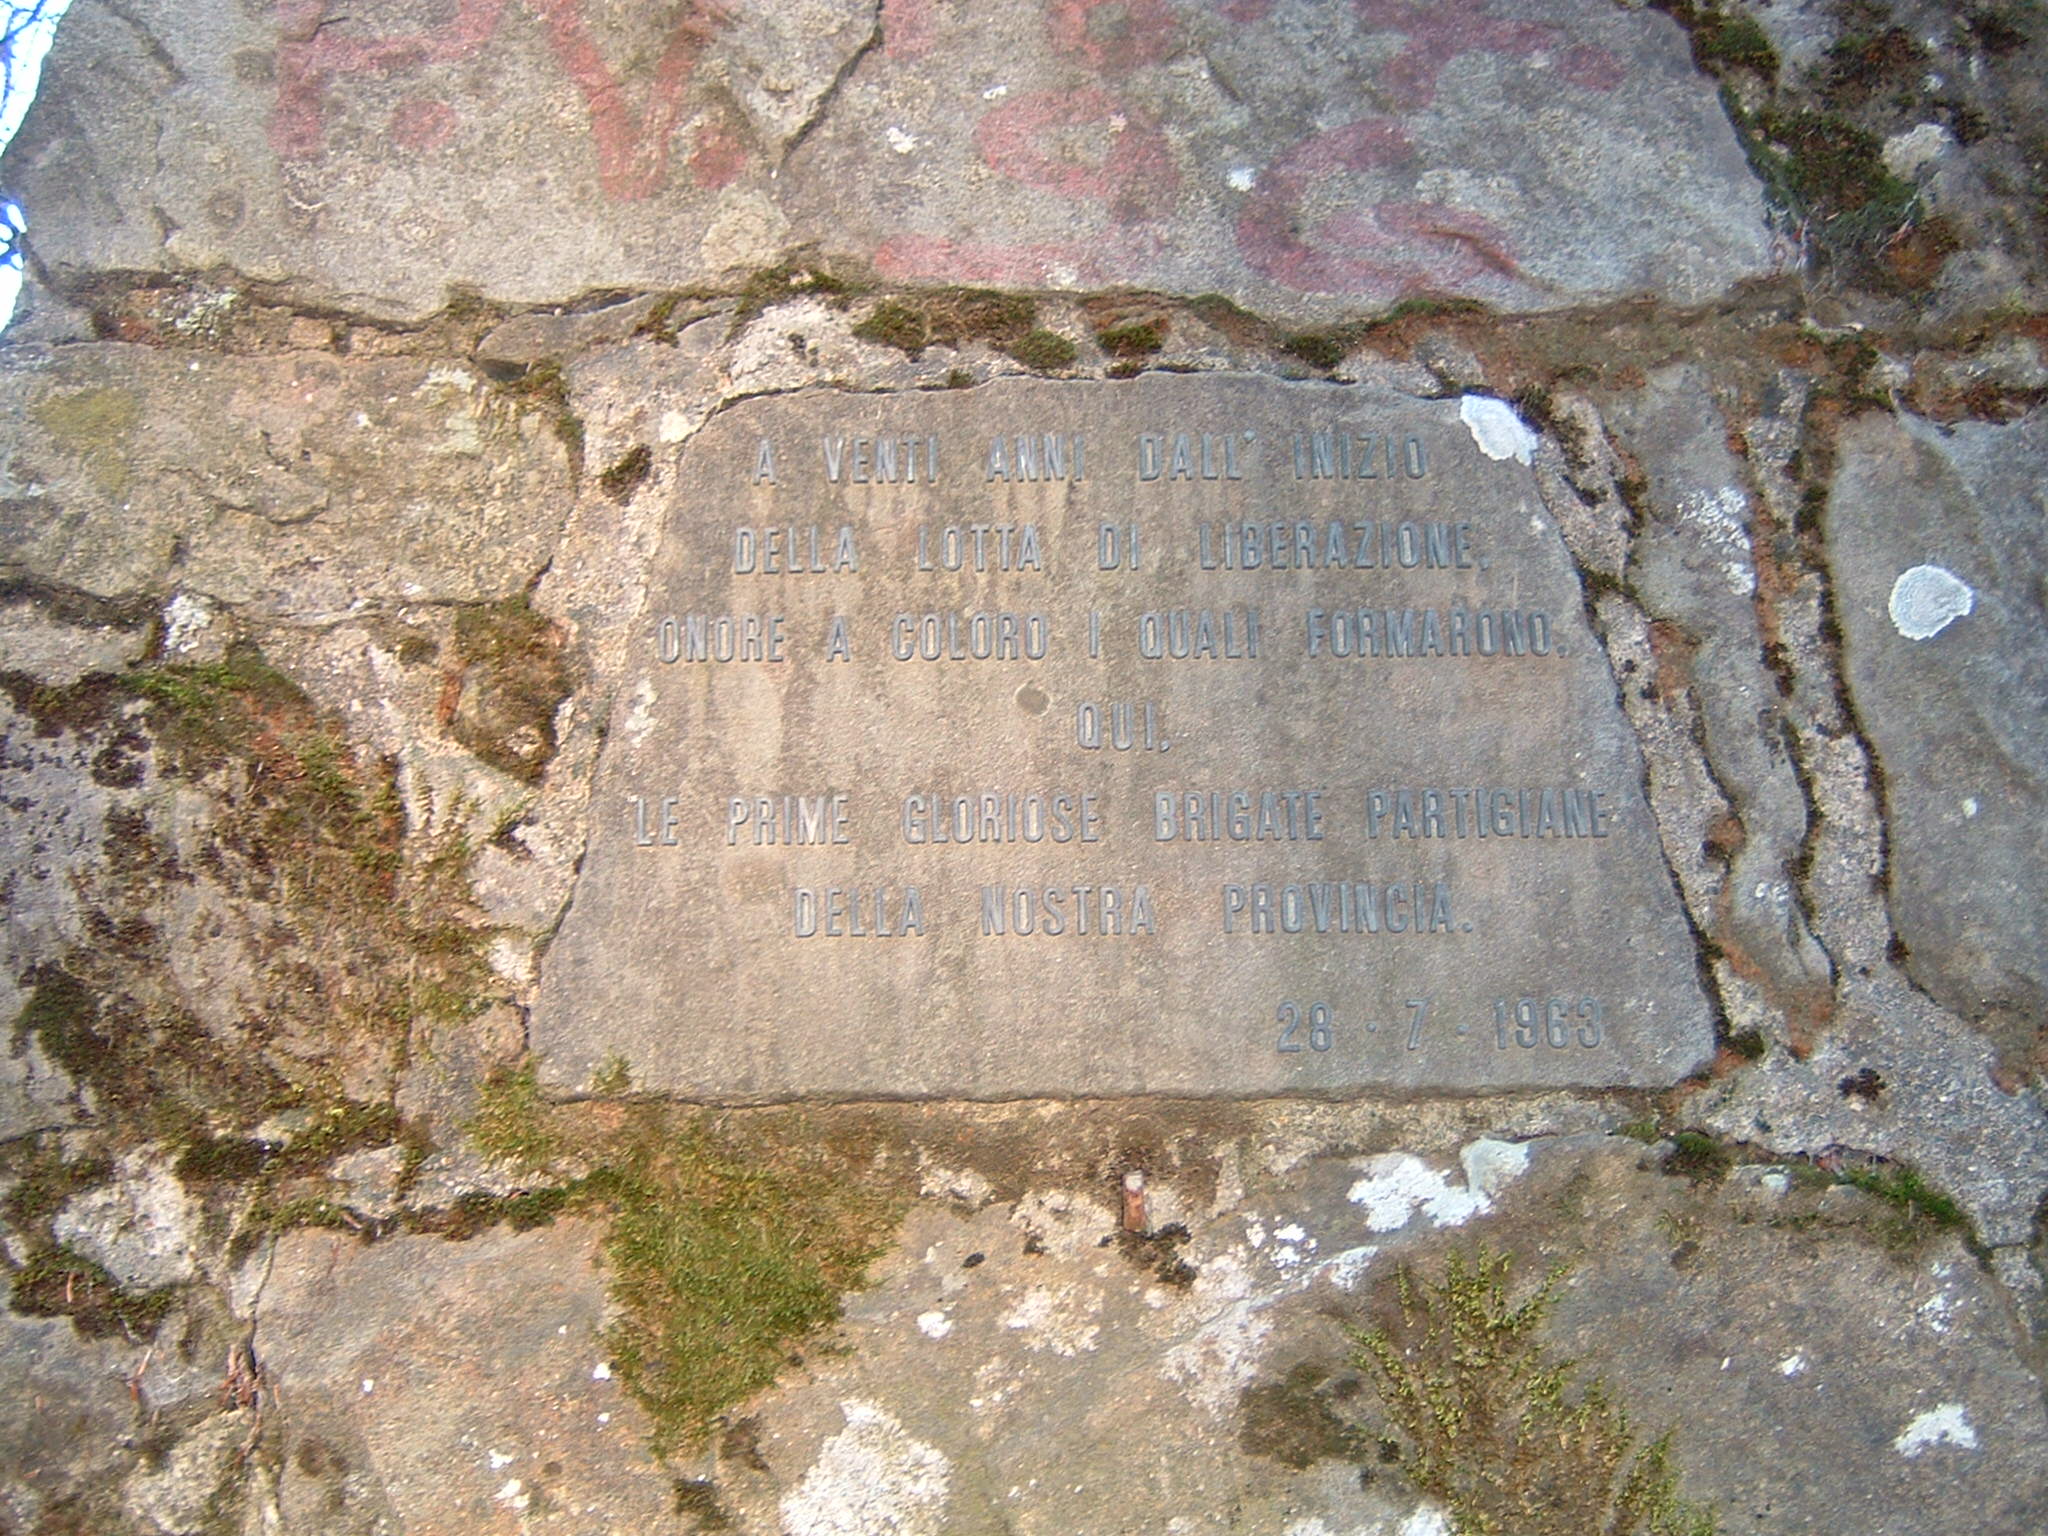 A VENTI ANNI DALL' INIZIO
DELLA LOTTA DI LIBERAZIONE,
ONORE A COLORO I QUALI FORMARONO,
QUI,
LE PRIME GLORIOSE BRIGATE PARTIGIANE
DELLA NOSTRA PROVINCIA.
28 · 7 · 1963